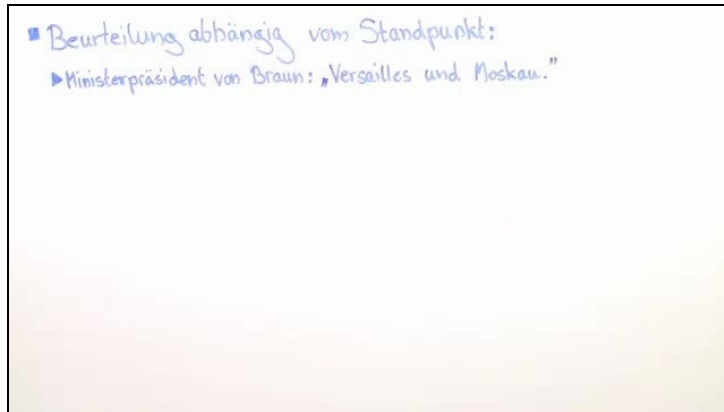 Beurteilung abhängig vom Standpunkt:
Ministerpräsident von Braun: „Versailles und Moskau.”